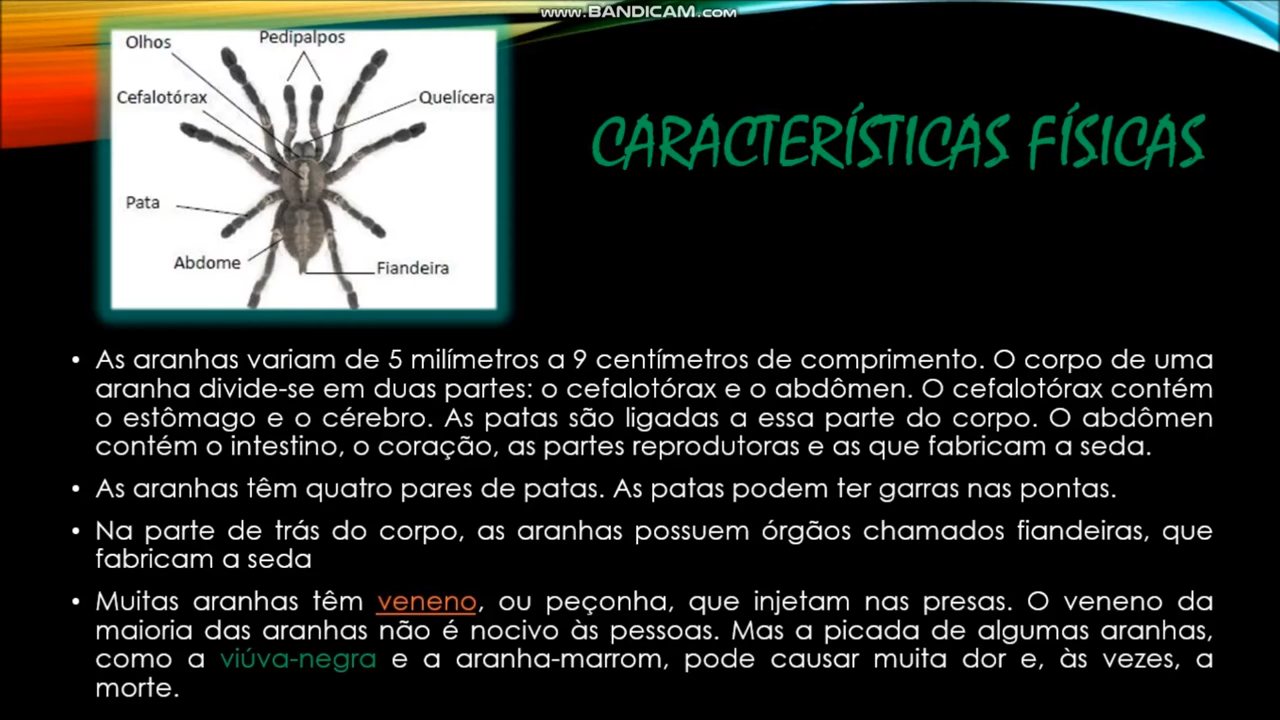 www.BANDICAM.com
Olhos
Pedipalpos
Cefalotórax
Quelícera
Pata
Abdome
Fiandeira
CARACTERÍSTICAS FÍSICAS
• As aranhas variam de 5 milímetros a 9 centímetros de comprimento. O corpo de uma
aranha divide-se em duas partes: o cefalotórax e o abdômen. O cefalotórax contém
o estômago e o cérebro. As patas são ligadas a essa parte do corpo. O abdômen
contém o intestino, o coração, as partes reprodutoras e as que fabricam a seda.
• As aranhas têm quatro pares de patas. As patas podem ter garras nas pontas.
• Na parte de trás do corpo, as aranhas possuem órgãos chamados fiandeiras, que
fabricam a seda
• Muitas aranhas têm veneno, ou peçonha, que injetam nas presas. O veneno da
maioria das aranhas não é nocivo às pessoas. Mas a picada de algumas aranhas,
como a viúva-negra e a aranha-marrom, pode causar muita dor e, às vezes, a
morte.